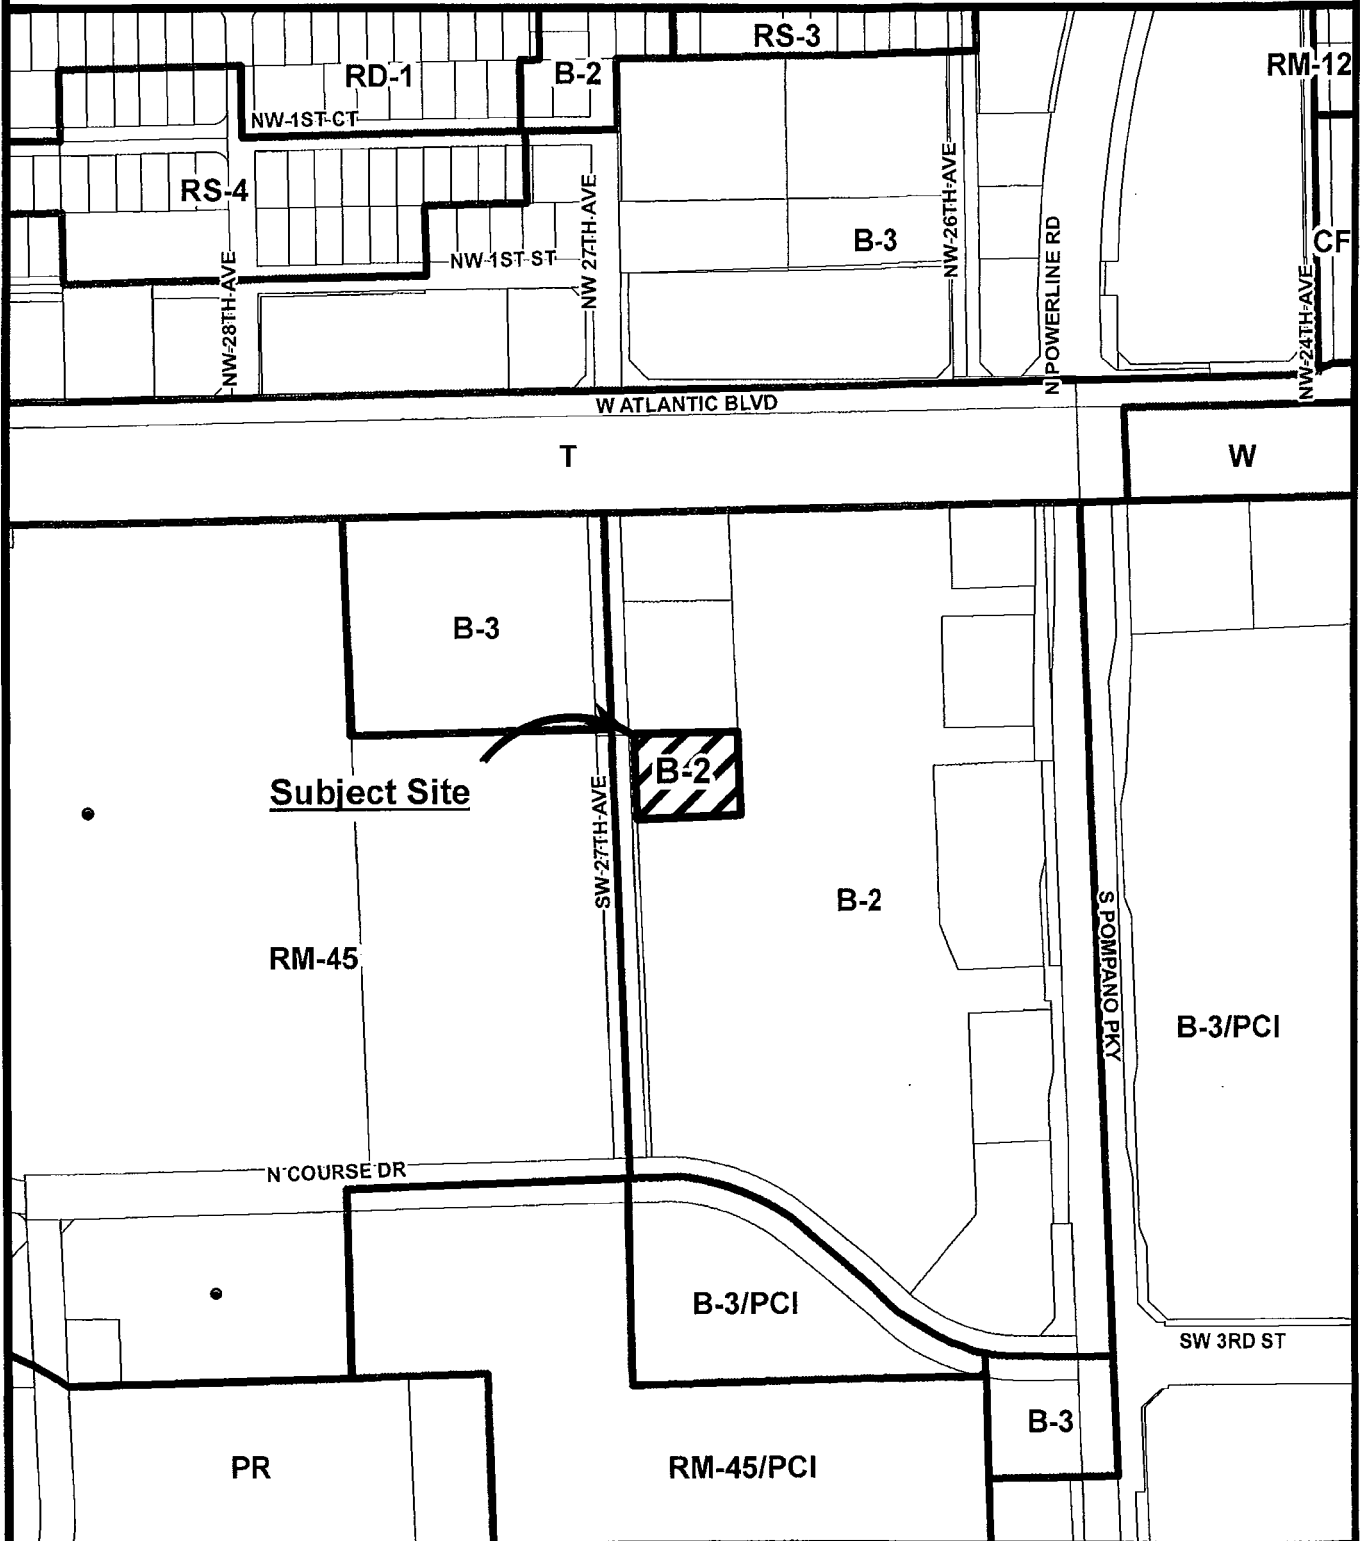 RS-3
RM-12
RD-1
B-2
NW 1ST CT
RS-4
NW 27TH AVE
NW 26TH AVE
B-3
CF
N POWERLINE RD
NW 1ST ST
NW 28TH AVE
NW 24TH AVE
W ATLANTIC BLVD
T
W
B-3
B-2
Subject Site
SW 27TH AVE
B-2
S POMPANO PKY
RM-45
B-3/PCI
N COURSE DR
B-3/PCI
SW 3RD ST
B-3
PR
RM-45/PCI